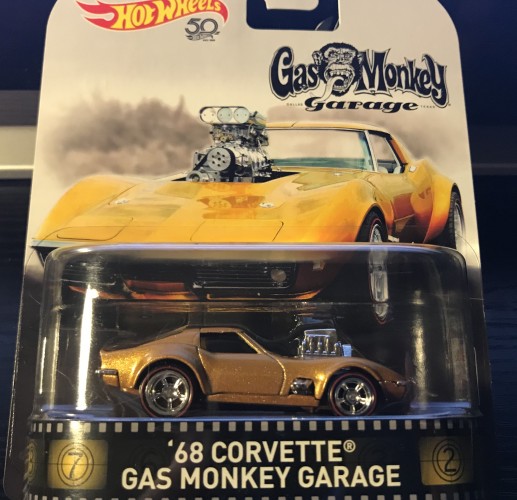 Hot Wheels
50
Gas Monkey
Garage
'68 CORVETTE®
GAS MONKEY GARAGE
7
2